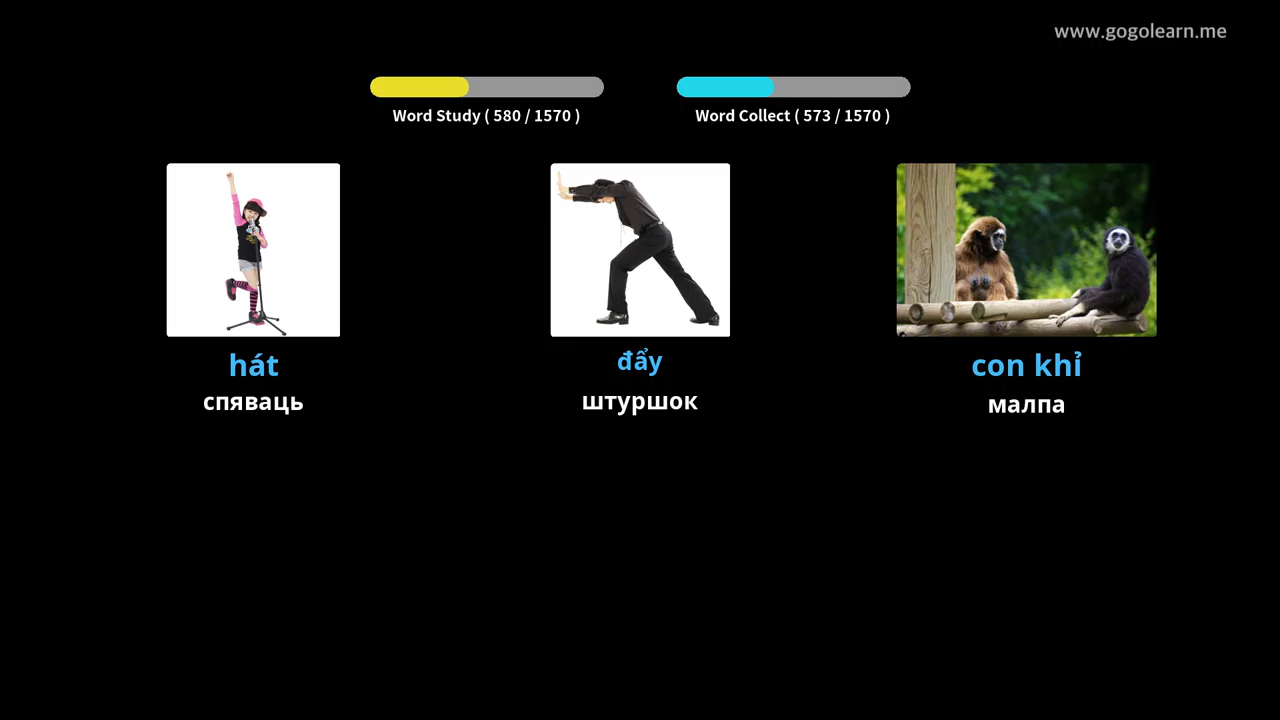 www.gogolearn.me
Word Study ( 580 / 1570 )
Word Collect ( 573 / 1570 )
hát
спяваць
đẩy
штуршок
con khỉ
малпа